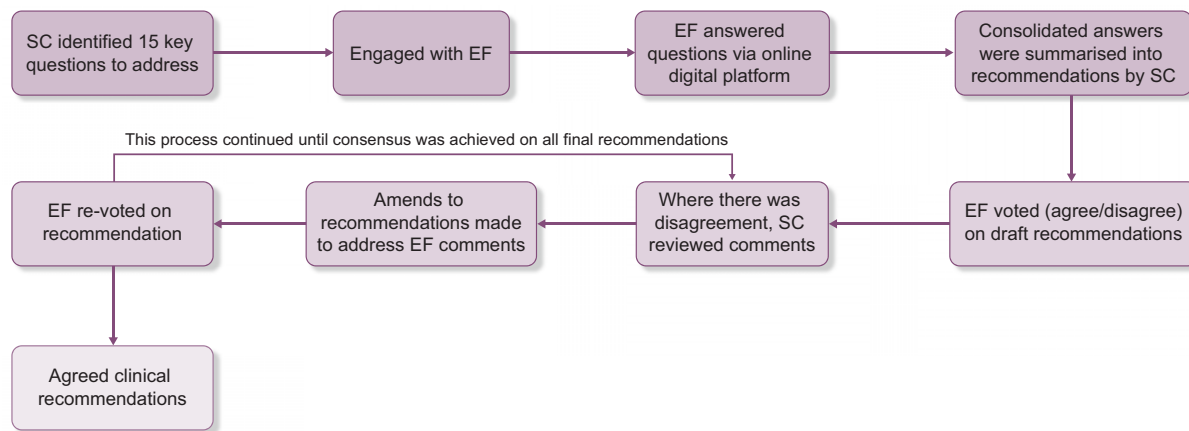 SC identified 15 key
questions to address
Engaged with EF
EF answered
questions via online
digital platform
Consolidated answers
were summarised into
recommendations by SC
This process continued until consensus was achieved on all final recommendations
EF voted (agree/disagree)
on draft recommendations
Where there was
disagreement, SC
reviewed comments
Amends to
recommendations made
to address EF comments
EF re-voted on
recommendation
Agreed clinical
recommendations